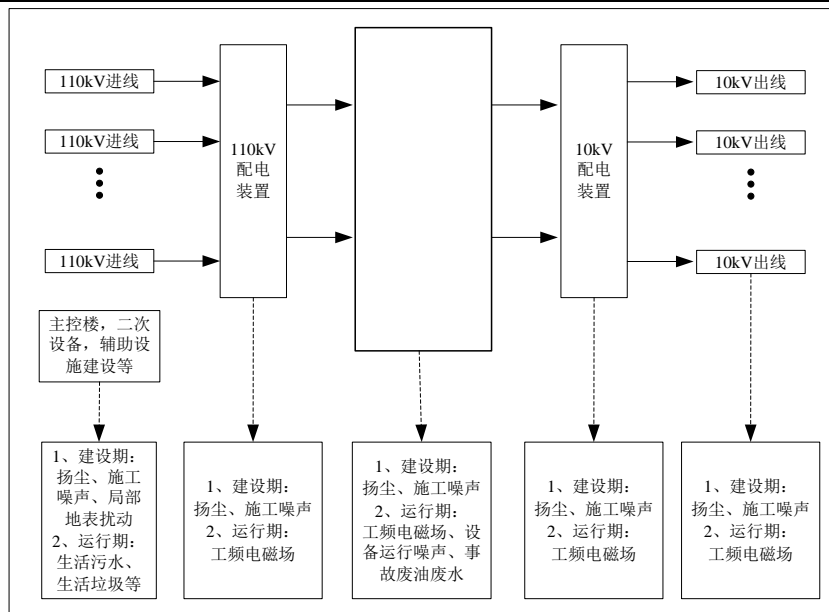 110kV进线
110kV进线
110kV进线
110kV
配电
装置
10kV
配电
装置
10kV出线
10kV出线
10kV出线
主控楼，二次
设备，辅助设
施建设等
1、建设期：
扬尘、施工
噪声、局部
地表扰动
2、运行期：
生活污水、
生活垃圾等
1、建设期：
扬尘、施工噪声
2、运行期：
工频电磁场
1、建设期：
扬尘、施工噪声
2、运行期：
工频电磁场、设
备运行噪声、事
故废油废水
1、建设期：
扬尘、施工噪声
2、运行期：
工频电磁场
1、建设期：
扬尘、施工噪声
2、运行期：
工频电磁场